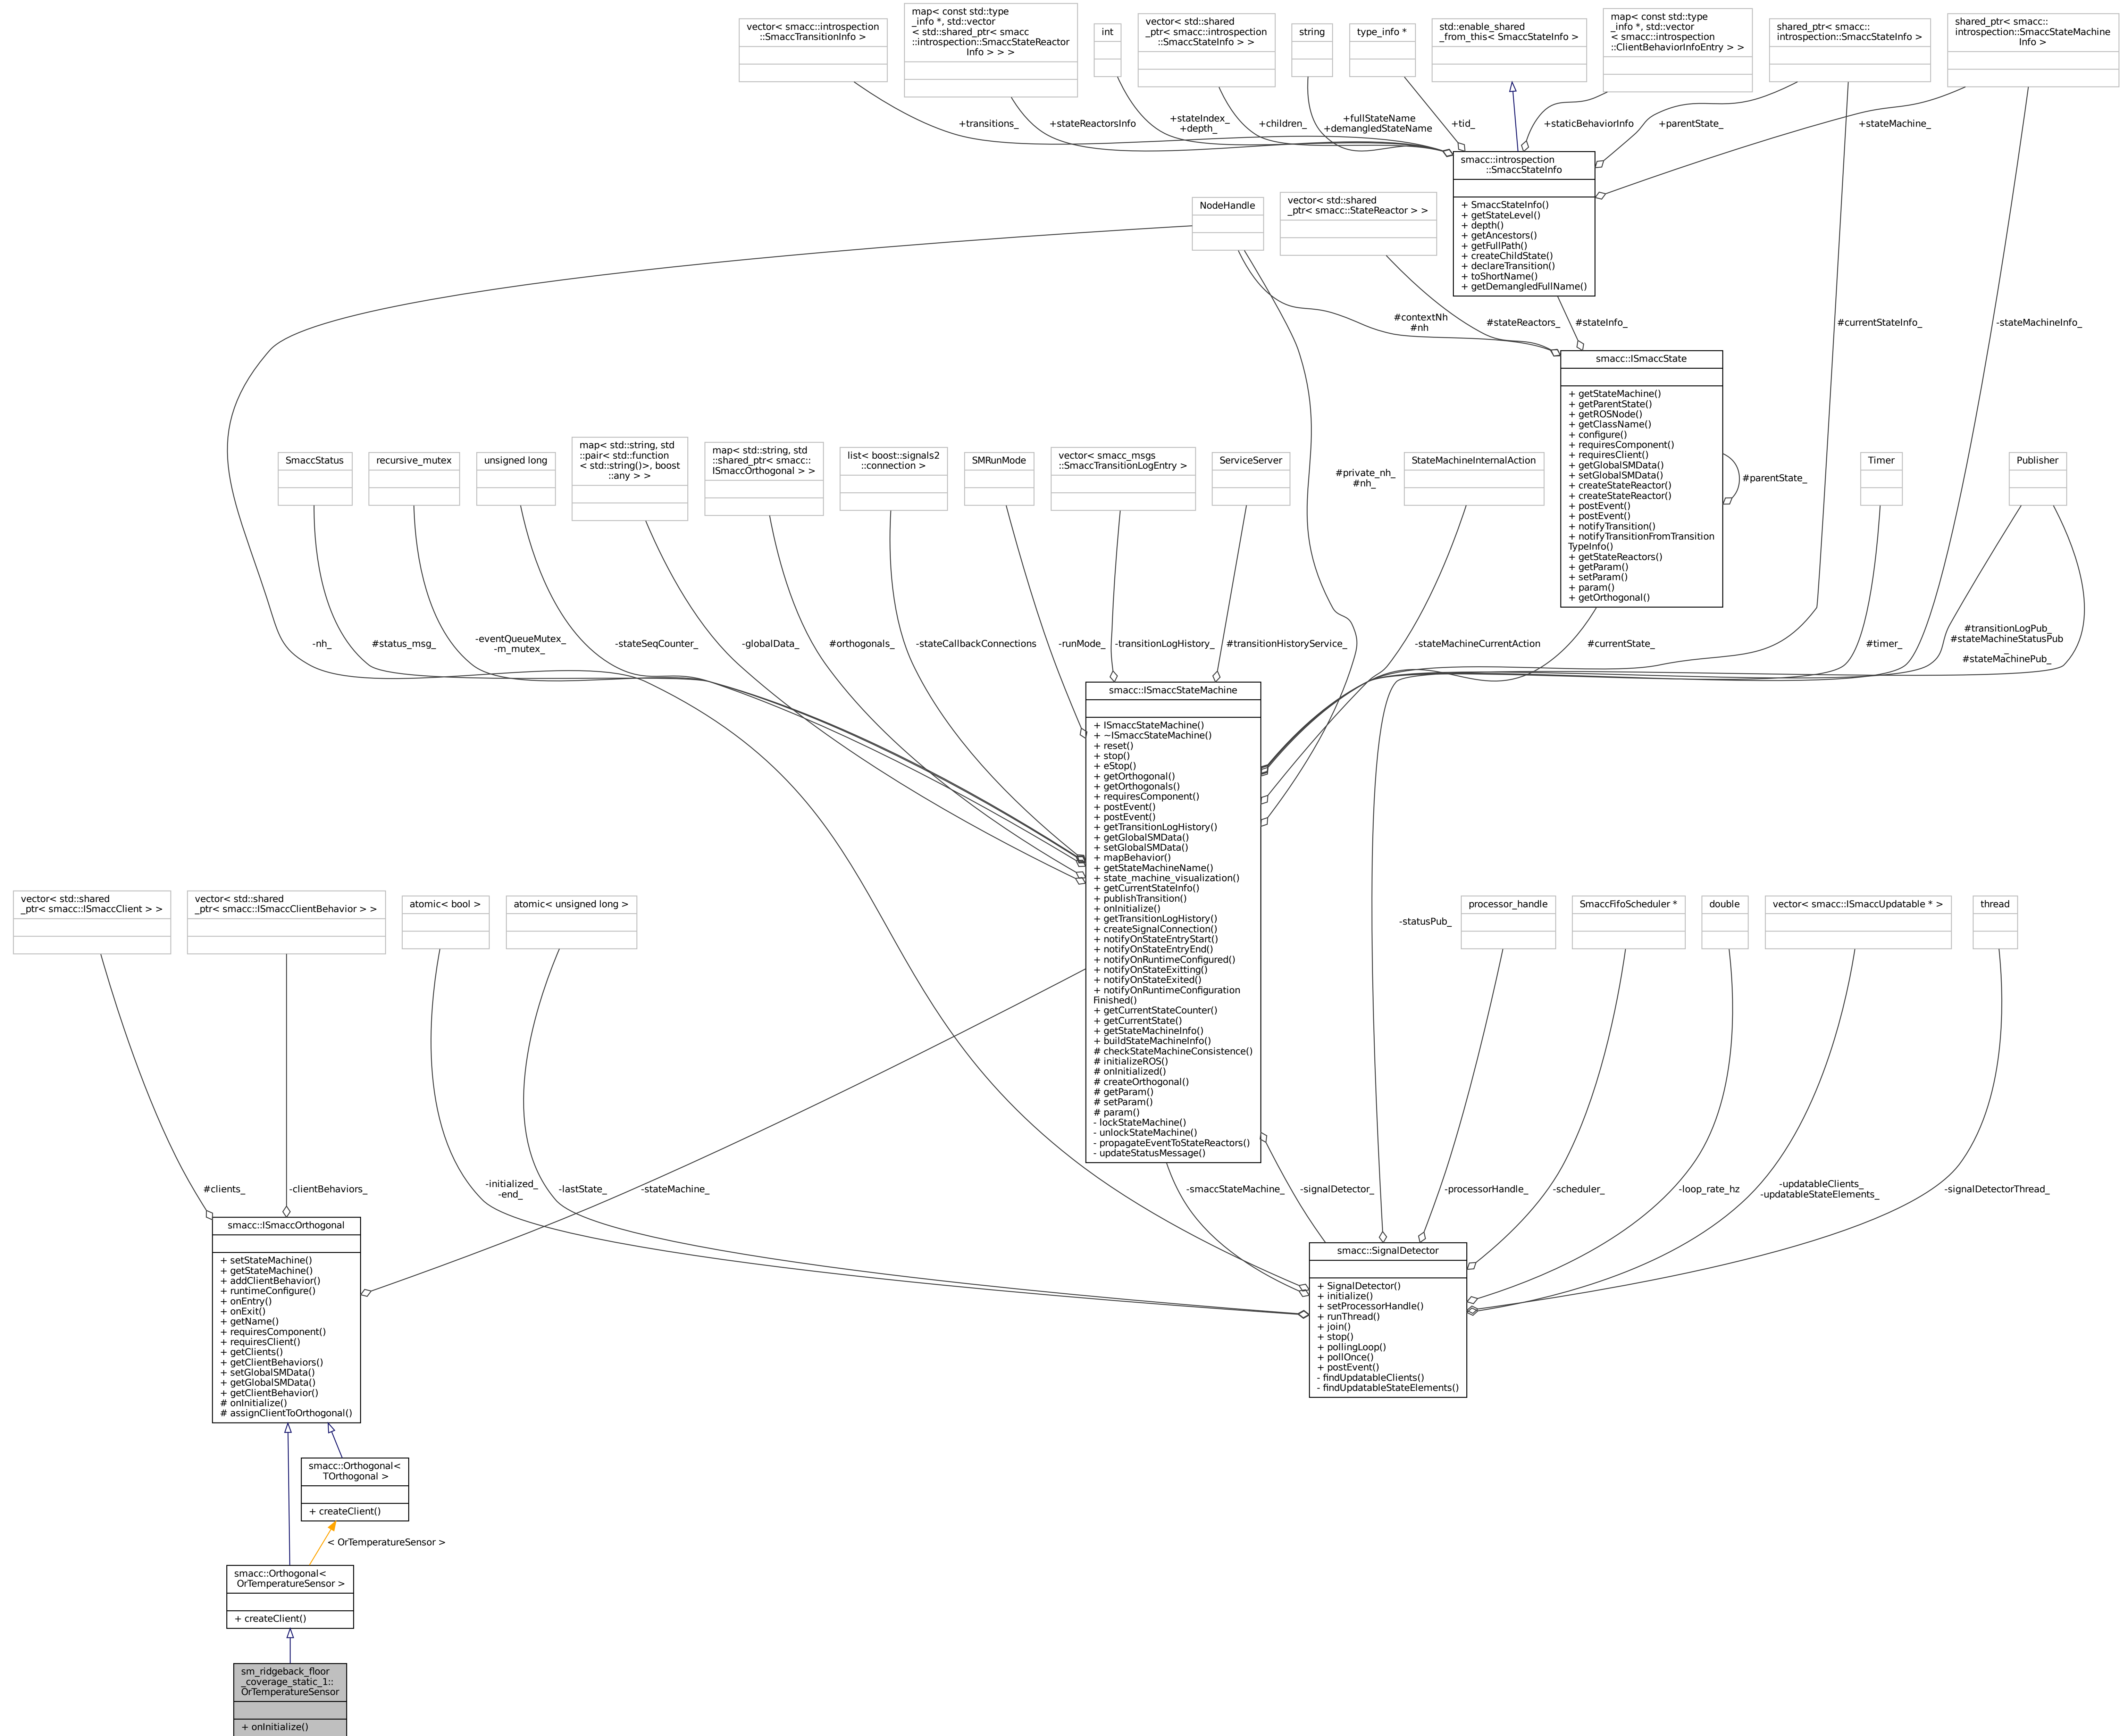 vector< smacc::introspection
::SmaccTransitionInfo >
map< const std::type
_info *, std::vector
< std::shared_ptr< smacc
::introspection::SmaccStateReactor
Info > > >
int
vector< std::shared
_ptr< smacc::introspection
::SmaccStateInfo > >
string
type_info *
std::enable_shared
_from_this< SmaccStateInfo >
map< const std::type
_info *, std::vector
< smacc::introspection
::ClientBehaviorInfoEntry > >
shared_ptr< smacc::
introspection::SmaccStateInfo >
shared_ptr< smacc::
introspection::SmaccStateMachine
Info >
+transitions_
+stateReactorsInfo
+stateIndex_
+depth_
+children_
+fullStateName
+demangledStateName
+tid_
+staticBehaviorInfo
+parentState_
+stateMachine_
smacc::introspection
::SmaccStateInfo
+ SmaccStateInfo()
+ getStateLevel()
+ depth()
+ getAncestors()
+ getFullPath()
+ createChildState()
+ declareTransition()
+ toShortName()
+ getDemangledFullName()
NodeHandle
vector< std::shared
_ptr< smacc::StateReactor > >
#contextNh
#nh
#stateReactors_
#stateInfo_
#currentStateInfo_
-stateMachineInfo_
smacc::ISmaccState
+ getStateMachine()
+ getParentState()
+ getROSNode()
+ getClassName()
+ configure()
+ requiresComponent()
+ requiresClient()
+ getGlobalSMData()
+ setGlobalSMData()
+ createStateReactor()
+ createStateReactor()
+ postEvent()
+ postEvent()
+ notifyTransition()
+ notifyTransitionFromTransition
TypeInfo()
+ getStateReactors()
+ getParam()
+ setParam()
+ param()
+ getOrthogonal()
#parentState_
SmaccStatus
recursive_mutex
unsigned long
map< std::string, std
::pair< std::function
< std::string()>, boost
::any > >
map< std::string, std
::shared_ptr< smacc::
ISmaccOrthogonal > >
list< boost::signals2
::connection >
SMRunMode
vector< smacc_msgs
::SmaccTransitionLogEntry >
ServiceServer
#private_nh_
#nh_
StateMachineInternalAction
Timer
Publisher
-nh_
#status_msg_
-eventQueueMutex_
-m_mutex_
-stateSeqCounter_
-globalData_
#orthogonals_
-stateCallbackConnections
-runMode_
-transitionLogHistory_
#transitionHistoryService_
-stateMachineCurrentAction
#currentState_
#timer_
#transitionLogPub_
#stateMachineStatusPub
_
#stateMachinePub_
smacc::ISmaccStateMachine
+ ISmaccStateMachine()
+ ~ISmaccStateMachine()
+ reset()
+ stop()
+ eStop()
+ getOrthogonal()
+ getOrthogonals()
+ requiresComponent()
+ postEvent()
+ postEvent()
+ getTransitionLogHistory()
+ getGlobalSMData()
+ setGlobalSMData()
+ mapBehavior()
+ getStateMachineName()
+ state_machine_visualization()
+ getCurrentStateInfo()
+ publishTransition()
+ onInitialize()
+ getTransitionLogHistory()
+ createSignalConnection()
+ notifyOnStateEntryStart()
+ notifyOnStateEntryEnd()
+ notifyOnRuntimeConfigured()
+ notifyOnStateExitting()
+ notifyOnStateExited()
+ notifyOnRuntimeConfiguration
Finished()
+ getCurrentStateCounter()
+ getCurrentState()
+ getStateMachineInfo()
+ buildStateMachineInfo()
# checkStateMachineConsistence()
# initializeROS()
# onInitialized()
# createOrthogonal()
# getParam()
# setParam()
# param()
- lockStateMachine()
- unlockStateMachine()
- propagateEventToStateReactors()
- updateStatusMessage()
vector< std::shared
_ptr< smacc::ISmaccClient > >
vector< std::shared
_ptr< smacc::ISmaccClientBehavior > >
atomic< bool >
atomic< unsigned long >
-statusPub_
processor_handle
SmaccFifoScheduler *
double
vector< smacc::ISmaccUpdatable * >
thread
#clients_
-clientBehaviors_
-initialized_
-end_
-lastState_
-stateMachine_
-smaccStateMachine_
-signalDetector_
-processorHandle_
-scheduler_
-loop_rate_hz
-updatableClients_
-updatableStateElements_
-signalDetectorThread_
smacc::ISmaccOrthogonal
+ setStateMachine()
+ getStateMachine()
+ addClientBehavior()
+ runtimeConfigure()
+ onEntry()
+ onExit()
+ getName()
+ requiresComponent()
+ requiresClient()
+ getClients()
+ getClientBehaviors()
+ setGlobalSMData()
+ getGlobalSMData()
+ getClientBehavior()
# onInitialize()
# assignClientToOrthogonal()
smacc::SignalDetector
+ SignalDetector()
+ initialize()
+ setProcessorHandle()
+ runThread()
+ join()
+ stop()
+ pollingLoop()
+ pollOnce()
+ postEvent()
- findUpdatableClients()
- findUpdatableStateElements()
smacc::Orthogonal<
TOrthogonal >
+ createClient()
< OrTemperatureSensor >
smacc::Orthogonal<
OrTemperatureSensor >
+ createClient()
sm_ridgeback_floor
_coverage_static_1::
OrTemperatureSensor
+ onInitialize()